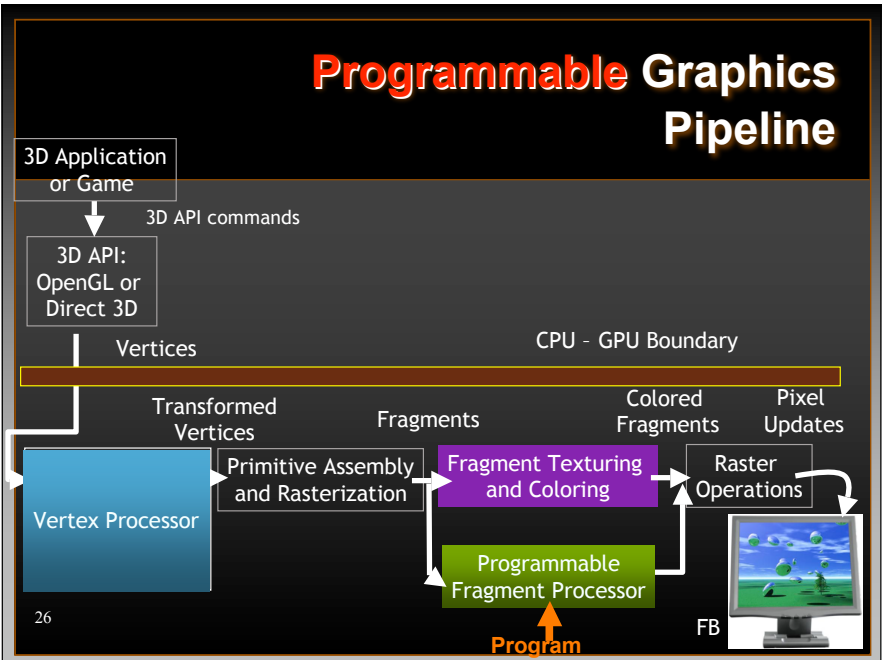 Programmable Graphics
Pipeline
3D Application
or Game
3D API commands
3D API:
OpenGL or
Direct 3D
Vertices
CPU – GPU Boundary
Transformed
Vertices
Fragments
Colored
Fragments
Pixel
Updates
Vertex Processor
Primitive Assembly
and Rasterization
Fragment Texturing
and Coloring
Raster
Operations
Programmable
Fragment Processor
Program
FB
26